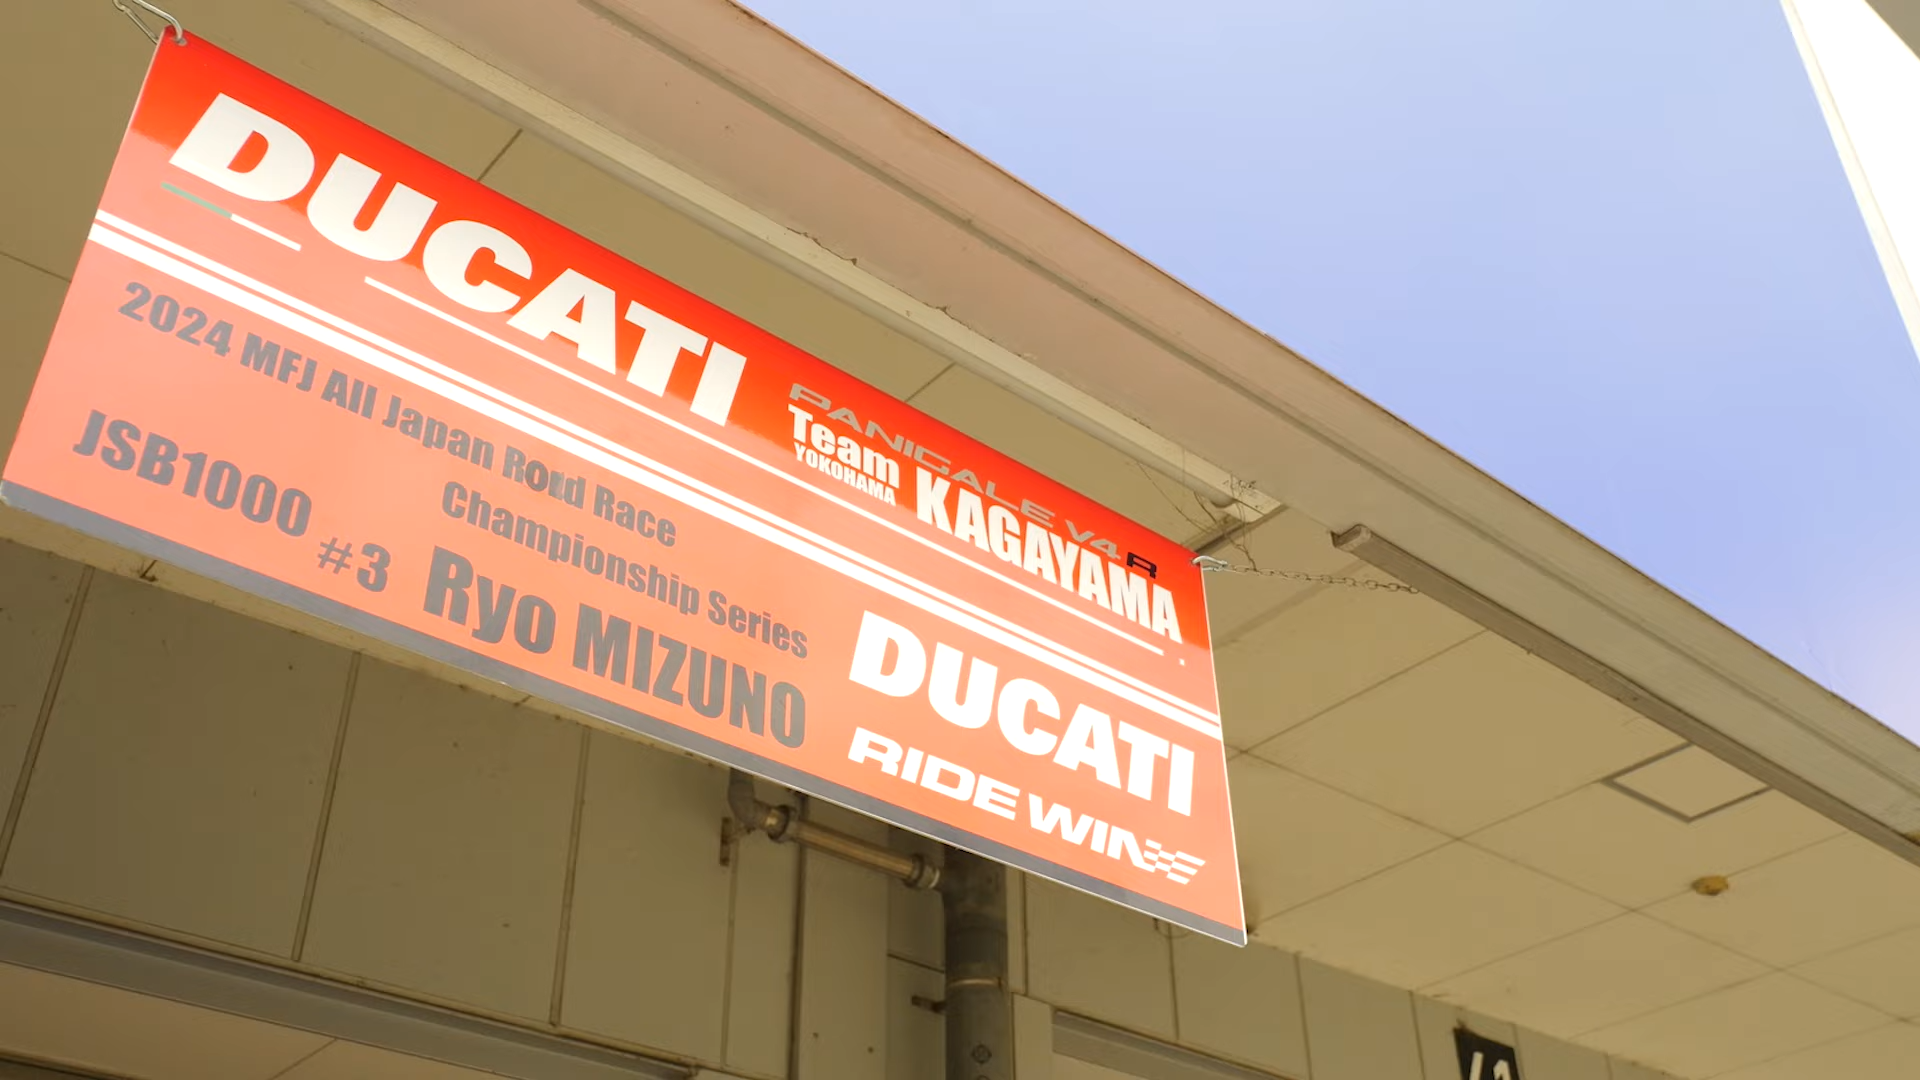 DUCATI
PANIGALE V4 R
Team KAGAYAMA
YOKOHAMA
2024 MFJ All Japan Road Race
Championship Series
JSB1000 #3 Ryo MIZUNO
DUCATI
RIDE WIN